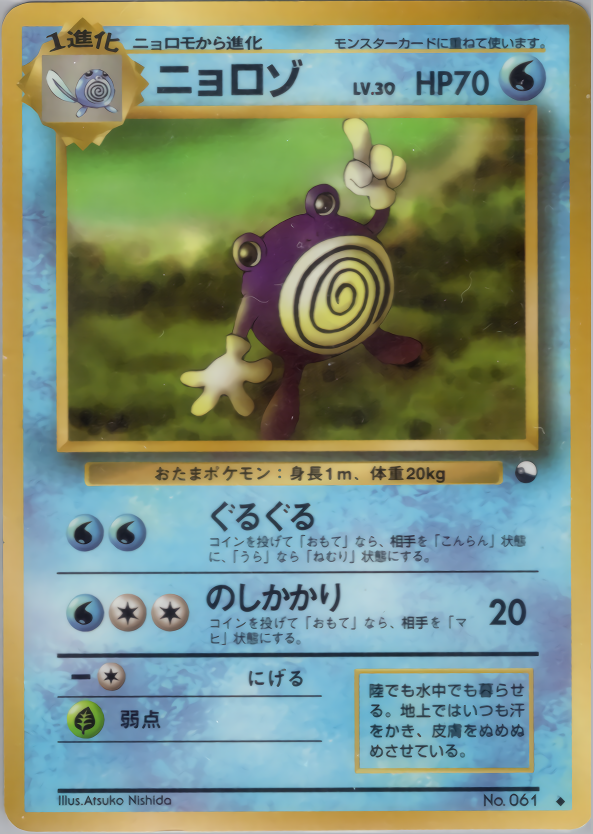 1進化
ニョロモから進化
モンスターカードに重ねて使います。
ニョロゾ
LV.30 HP70
おたまポケモン：身長1m、体重20kg
ぐるぐる
コインを投げて「おもて」なら、相手を「こんらん」状態
に、「うら」なら「ねむり」状態にする。
のしかかり 20
コインを投げて「おもて」なら、相手を「マ
ヒ」状態にする。
ー にげる
弱点
陸でも水中でも暮らせ
る。地上ではいつも汗
をかき、皮膚をぬめぬ
めさせている。
Illus.Atsuko Nishida
No. 061